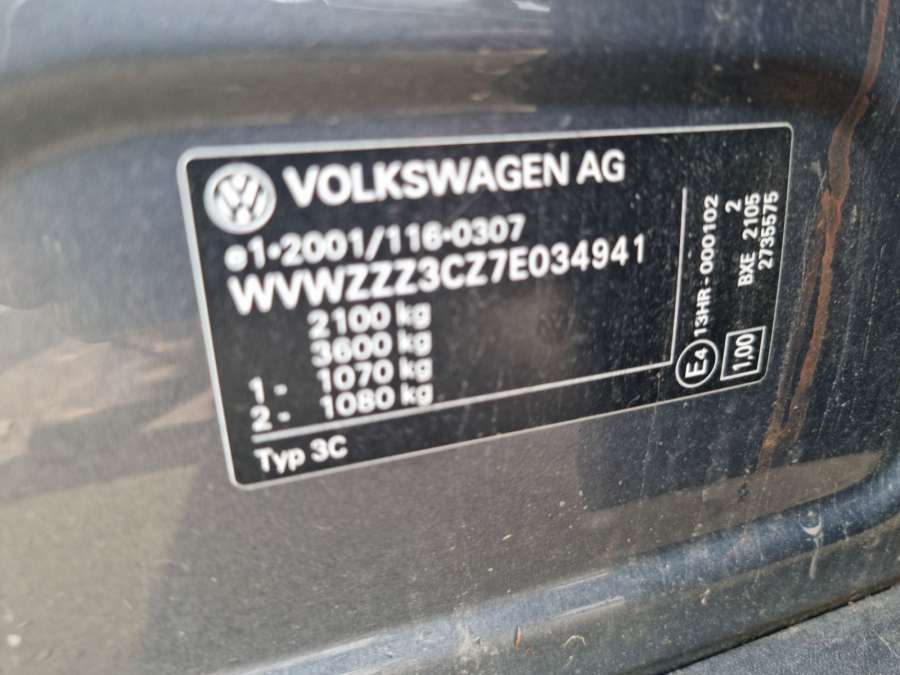 VOLKSWAGEN AG
e1*2001/116*0307
WVWZZZ3CZ7E034941
2100 kg
3600 kg
1 - 1070 kg
2 - 1080 kg
Typ 3C
E4
13HR - 000102
1.00
BXE 2105
2
2735575